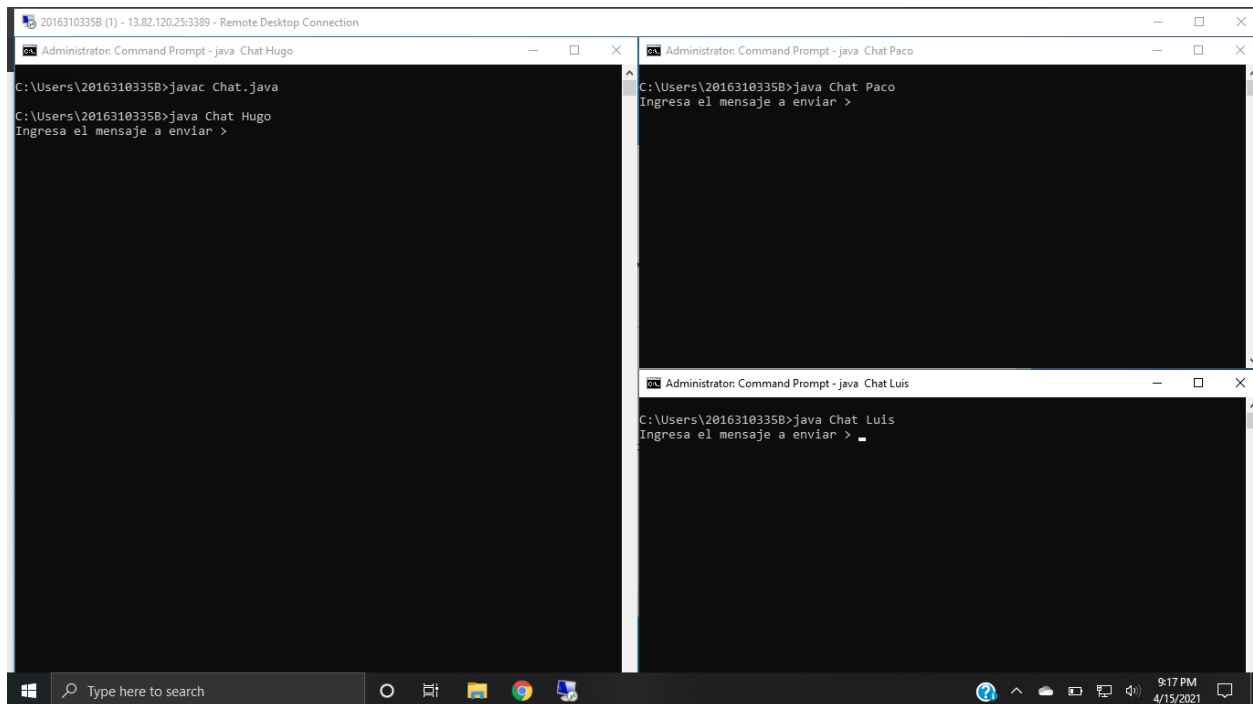 2016310335B (1) - 13.82.120.25:3389 - Remote Desktop Connection
Administrator: Command Prompt - java  Chat Hugo
C:\Users\2016310335B>javac Chat.java
C:\Users\2016310335B>java Chat Hugo
Ingresa el mensaje a enviar >
Administrator: Command Prompt - java  Chat Paco
C:\Users\2016310335B>java Chat Paco
Ingresa el mensaje a enviar >
Administrator: Command Prompt - java  Chat Luis
C:\Users\2016310335B>java Chat Luis
Ingresa el mensaje a enviar > _
Type here to search
9:17 PM
4/15/2021